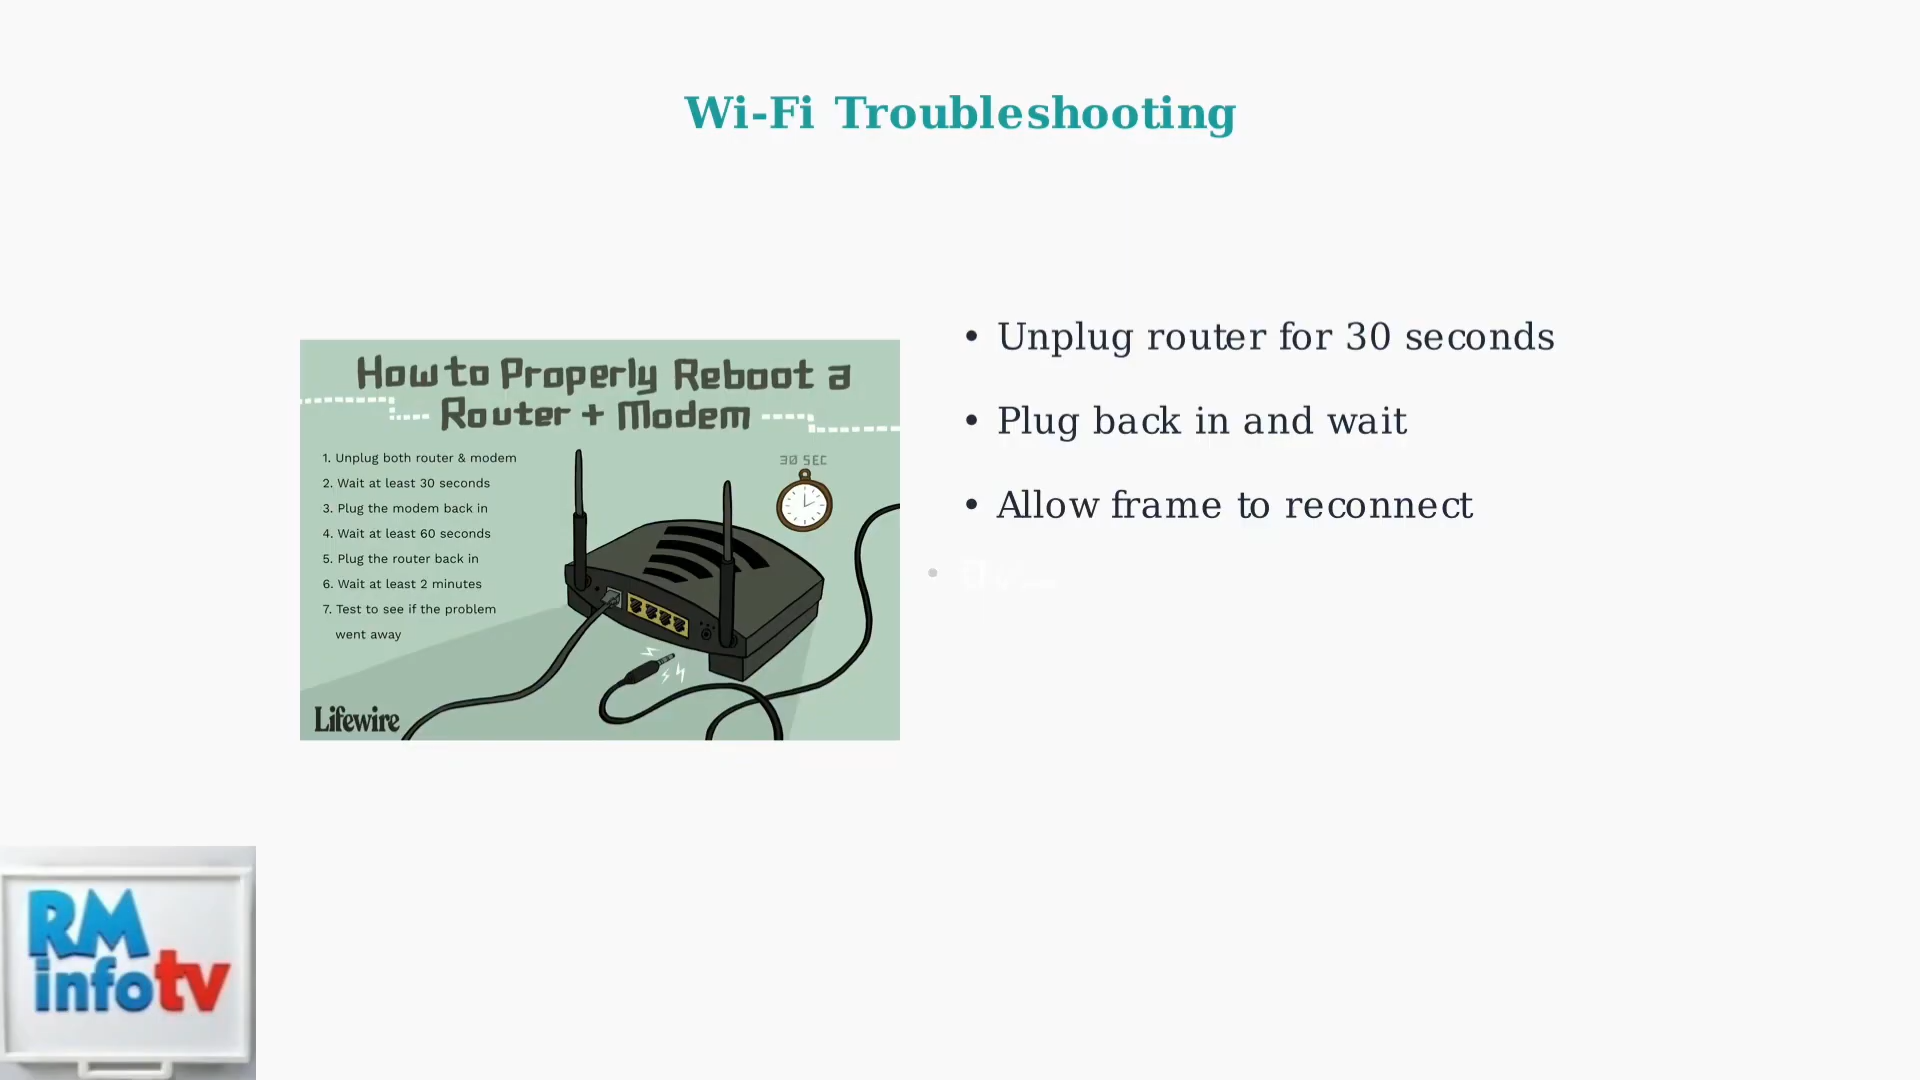 Wi-Fi Troubleshooting
How to Properly Reboot a
Router + Modem
1. Unplug both router & modem
2. Wait at least 30 seconds
3. Plug the modem back in
4. Wait at least 60 seconds
5. Plug the router back in
6. Wait at least 2 minutes
7. Test to see if the problem
went away
30 SEC
Lifewire
• Unplug router for 30 seconds
• Plug back in and wait
• Allow frame to reconnect
RM
infotv